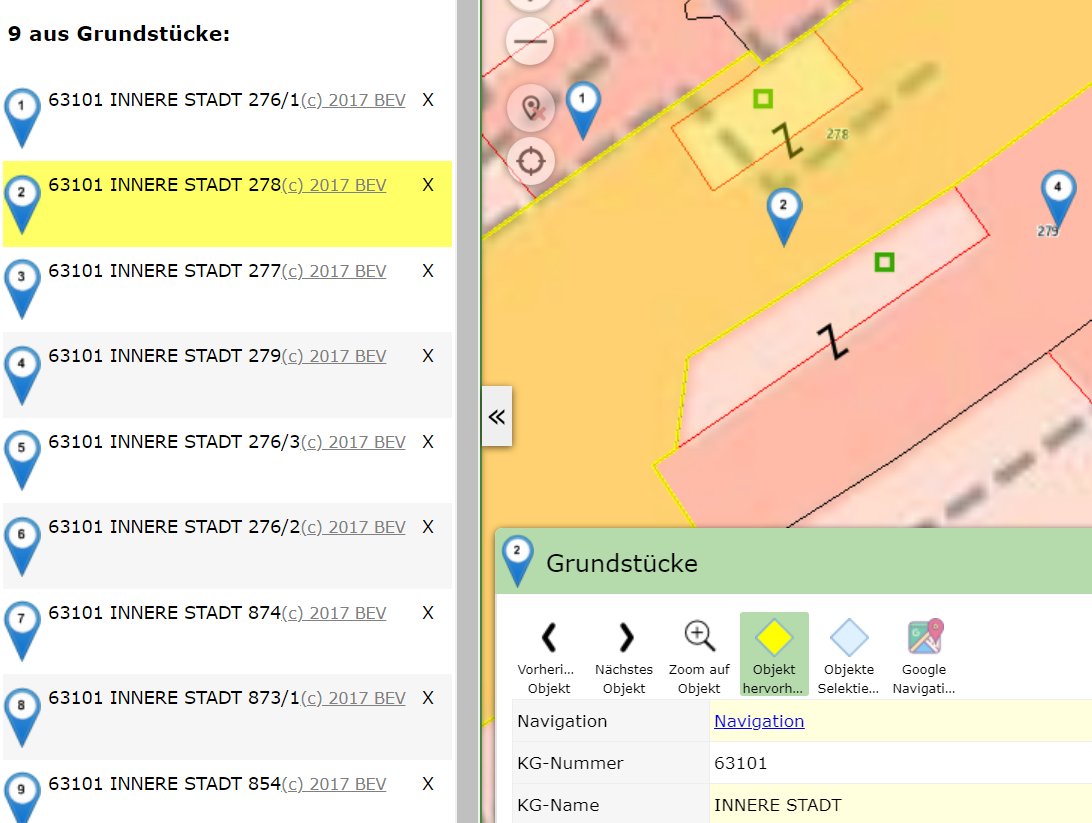 9 aus Grundstücke:
1
63101 INNERE STADT 276/1(c) 2017 BEV X
2
63101 INNERE STADT 278(c) 2017 BEV X
3
63101 INNERE STADT 277(c) 2017 BEV X
4
63101 INNERE STADT 279(c) 2017 BEV X
5
63101 INNERE STADT 276/3(c) 2017 BEV X
6
63101 INNERE STADT 276/2(c) 2017 BEV X
7
63101 INNERE STADT 874(c) 2017 BEV X
8
63101 INNERE STADT 873/1(c) 2017 BEV X
9
63101 INNERE STADT 854(c) 2017 BEV X
1
278
2
4
279
«
2
Grundstücke
Vorheri... Nächstes Zoom auf Objekt Objekte Google
Objekt Objekt Objekt hervorh... Selektie... Navigati...
Navigation Navigation
KG-Nummer 63101
KG-Name INNERE STADT